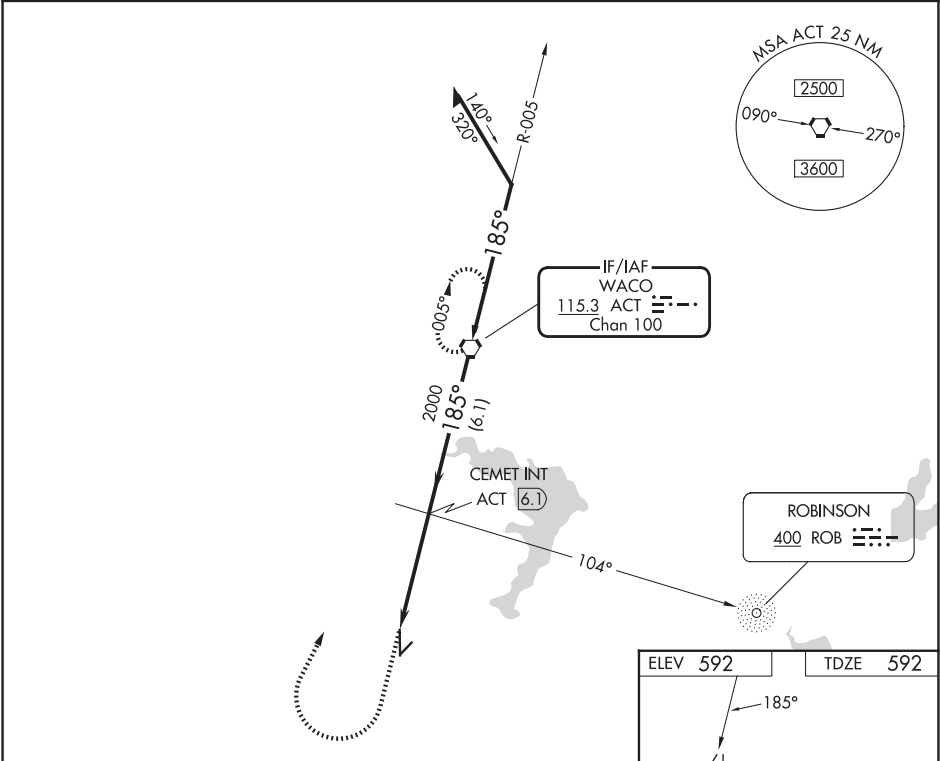 MSA ACT 25 NM
2500
090°
270°
3600
R-005
140°
320°
185°
IF/IAF
WACO
115.3 ACT
Chan 100
005°
2000
185°
(6.1)
CEMET INT
ACT 6.1
ROBINSON
400 ROB
104°
ELEV 592
TDZE 592
185°